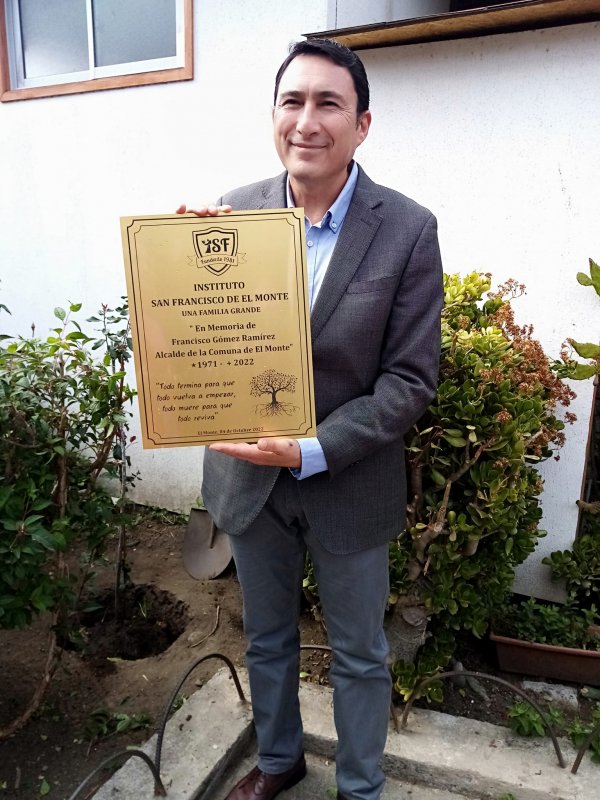 ISF
Fundado 1981
INSTITUTO
SAN FRANCISCO DE EL MONTE
UNA FAMILIA GRANDE
" En Memoria de
Francisco Gómez Ramírez
Alcalde de la Comuna de El Monte"
★1971 - +2022
"Todo termina para que
todo vuelva a empezar,
todo muere para que
todo reviva"
El Monte, 06 de Octubre 2022